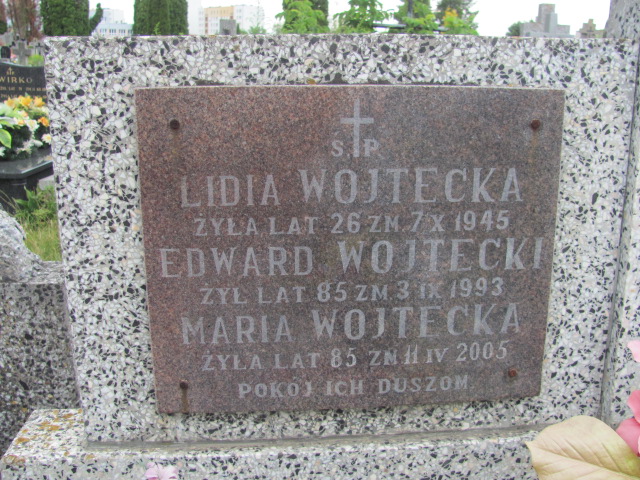 Ś.P
LIDIA WOJTECKA
ŻYŁA LAT 26 ZM. 7 X 1945
EDWARD WOJTECKI
ŻYŁ LAT 85 ZM 3 IX 1993
MARIA WOJTECKA
ŻYŁA LAT 85 ZM 11 IV 2005
POKÓJ ICH DUSZOM
WIRKO